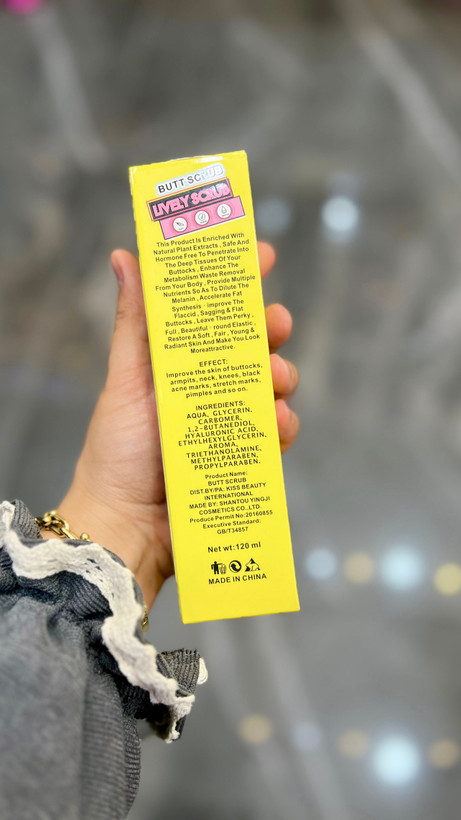 BUTT SCRUB
LIVELY SCRUB
This Product Is Enriched With
Natural Plant Extracts , Safe And
Hormone Free To Penetrate Into
The Deep Tissues Of Your
Buttocks , Enhance The
Metabolism Waste Removal
From Your Body , Provide Multiple
Nutrients So As To Dilute The
Melanin , Accelerate Fat
Synthesis · improve The
Flaccid , Sagging & Flat
Buttocks , Leave Them Perky ,
Full , Beautiful · round Elastic ,
Restore A Soft , Fair , Young &
Radiant Skin And Make You Look
Moreattractive.
EFFECT:
Improve the skin of buttocks,
armpits, neck, knees, black
acne marks, stretch marks,
pimples and so on.
INGREDIENTS:
AQUA, GLYCERIN,
CARBOMER,
1,2-BUTANEDIOL,
HYALURONIC ACID,
ETHYLHEXYLGLYCERIN,
AROMA,
TRIETHANOLAMINE,
METHYLPARABEN,
PROPYLPARABEN.
Product Name:
BUTT SCRUB
DIST.BY/PA: KISS BEAUTY
INTERNATIONAL
MADE BY: SHANTOU YINGJI
COSMETICS CO.,LTD.
Produce Permit No:20160855
Executive Standard:
GB/T34857
Net wt:120 ml
MADE IN CHINA